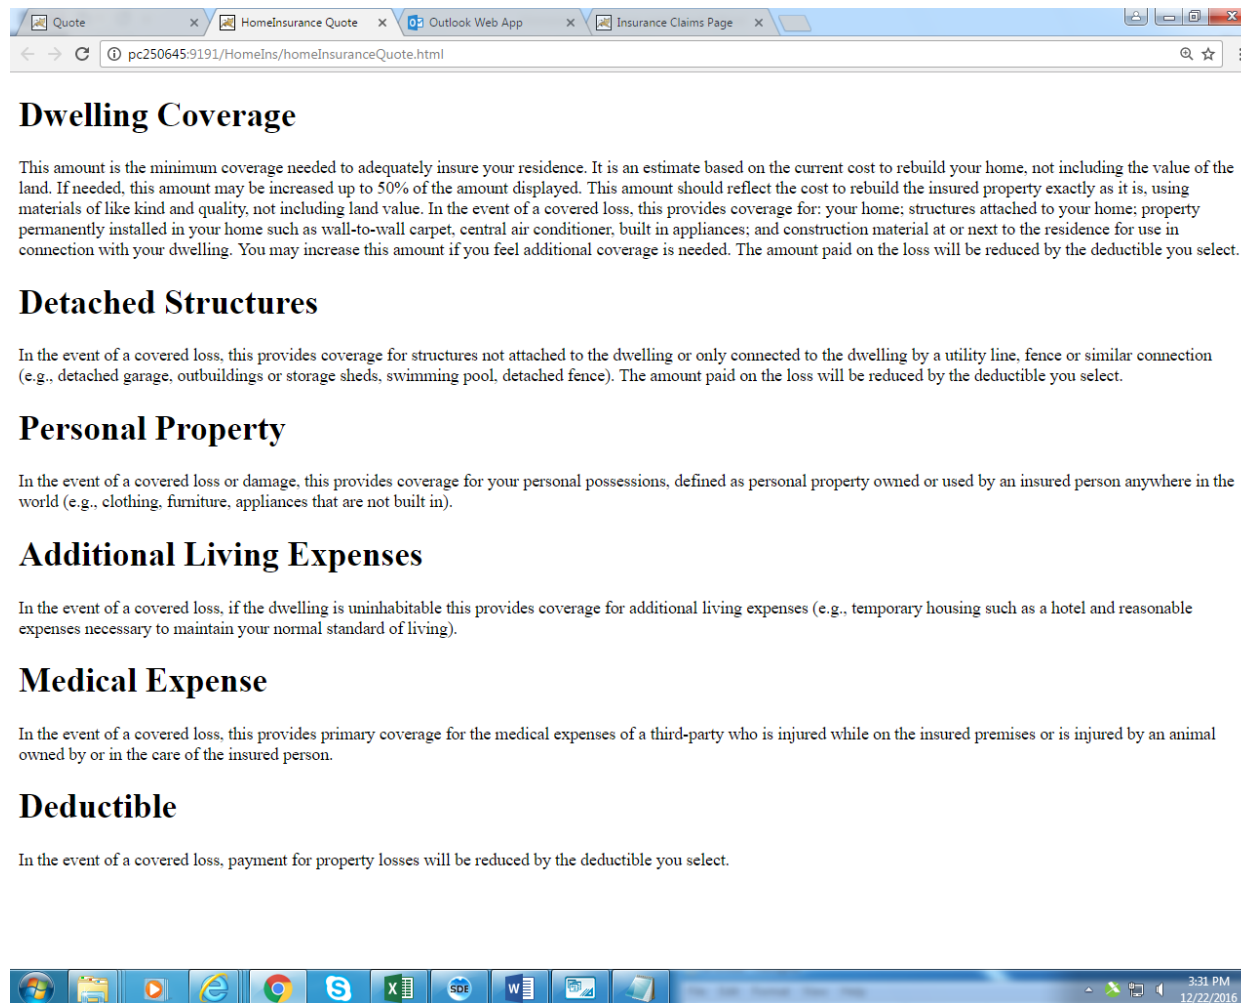 Quote
HomeInsurance Quote
Outlook Web App
Insurance Claims Page
pc250645:9191/HomeIns/homeInsuranceQuote.html
Dwelling Coverage
This amount is the minimum coverage needed to adequately insure your residence. It is an estimate based on the current cost to rebuild your home, not including the value of the
land. If needed, this amount may be increased up to 50% of the amount displayed. This amount should reflect the cost to rebuild the insured property exactly as it is, using
materials of like kind and quality, not including land value. In the event of a covered loss, this provides coverage for: your home; structures attached to your home; property
permanently installed in your home such as wall-to-wall carpet, central air conditioner, built in appliances; and construction material at or next to the residence for use in
connection with your dwelling. You may increase this amount if you feel additional coverage is needed. The amount paid on the loss will be reduced by the deductible you select.
Detached Structures
In the event of a covered loss, this provides coverage for structures not attached to the dwelling or only connected to the dwelling by a utility line, fence or similar connection
(e.g., detached garage, outbuildings or storage sheds, swimming pool, detached fence). The amount paid on the loss will be reduced by the deductible you select.
Personal Property
In the event of a covered loss or damage, this provides coverage for your personal possessions, defined as personal property owned or used by an insured person anywhere in the
world (e.g., clothing, furniture, appliances that are not built in).
Additional Living Expenses
In the event of a covered loss, if the dwelling is uninhabitable this provides coverage for additional living expenses (e.g., temporary housing such as a hotel and reasonable
expenses necessary to maintain your normal standard of living).
Medical Expense
In the event of a covered loss, this provides primary coverage for the medical expenses of a third-party who is injured while on the insured premises or is injured by an animal
owned by or in the care of the insured person.
Deductible
In the event of a covered loss, payment for property losses will be reduced by the deductible you select.
SDE
File Edit Format View Help
3:31 PM
12/22/2016